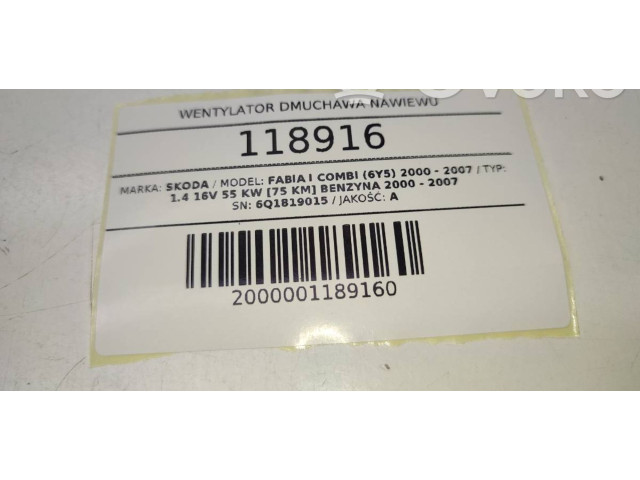 WENTYLATOR DMUCHAWA NAWIEWU
118916
MARKA: SKODA / MODEL: FABIA I COMBI (6Y5) 2000 - 2007 / TYP:
1.4 16V 55 KW [75 KM] BENZYNA 2000 - 2007
SN: 6Q1819015 / JAKOŚĆ: A
2000001189160